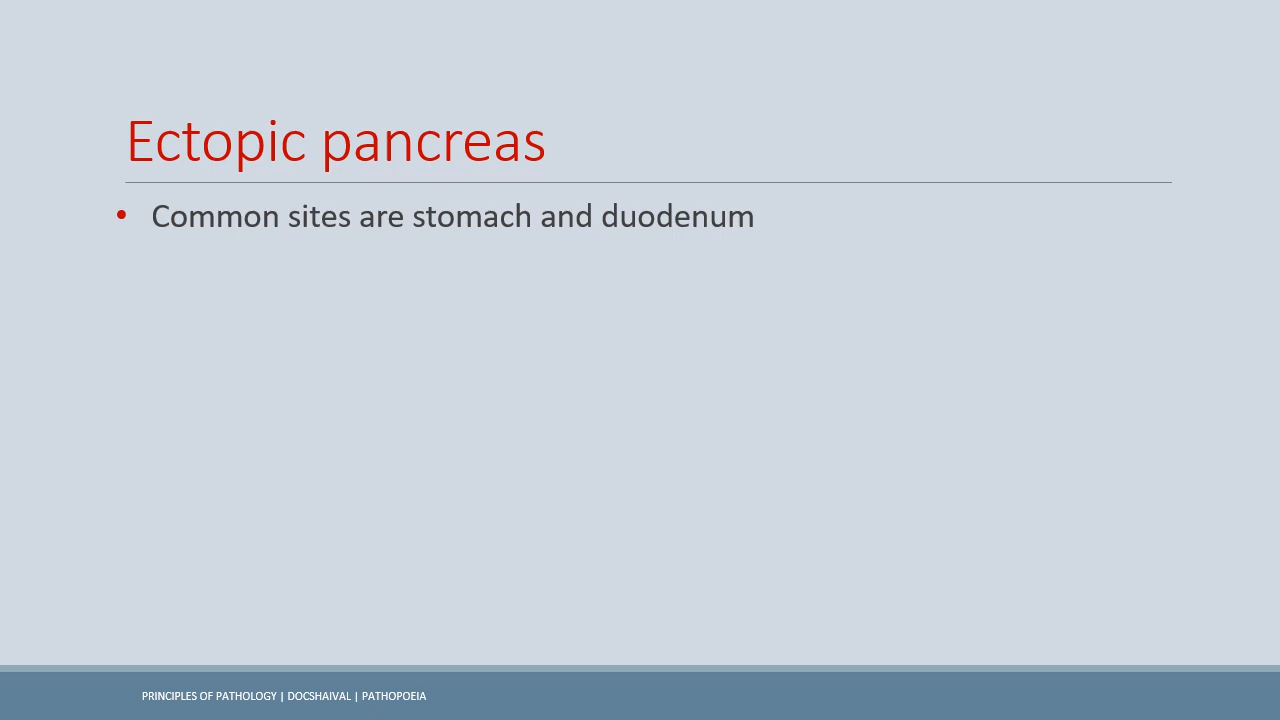 Ectopic pancreas
• Common sites are stomach and duodenum
PRINCIPLES OF PATHOLOGY | DOCSHAIVAL | PATHOPOEIA